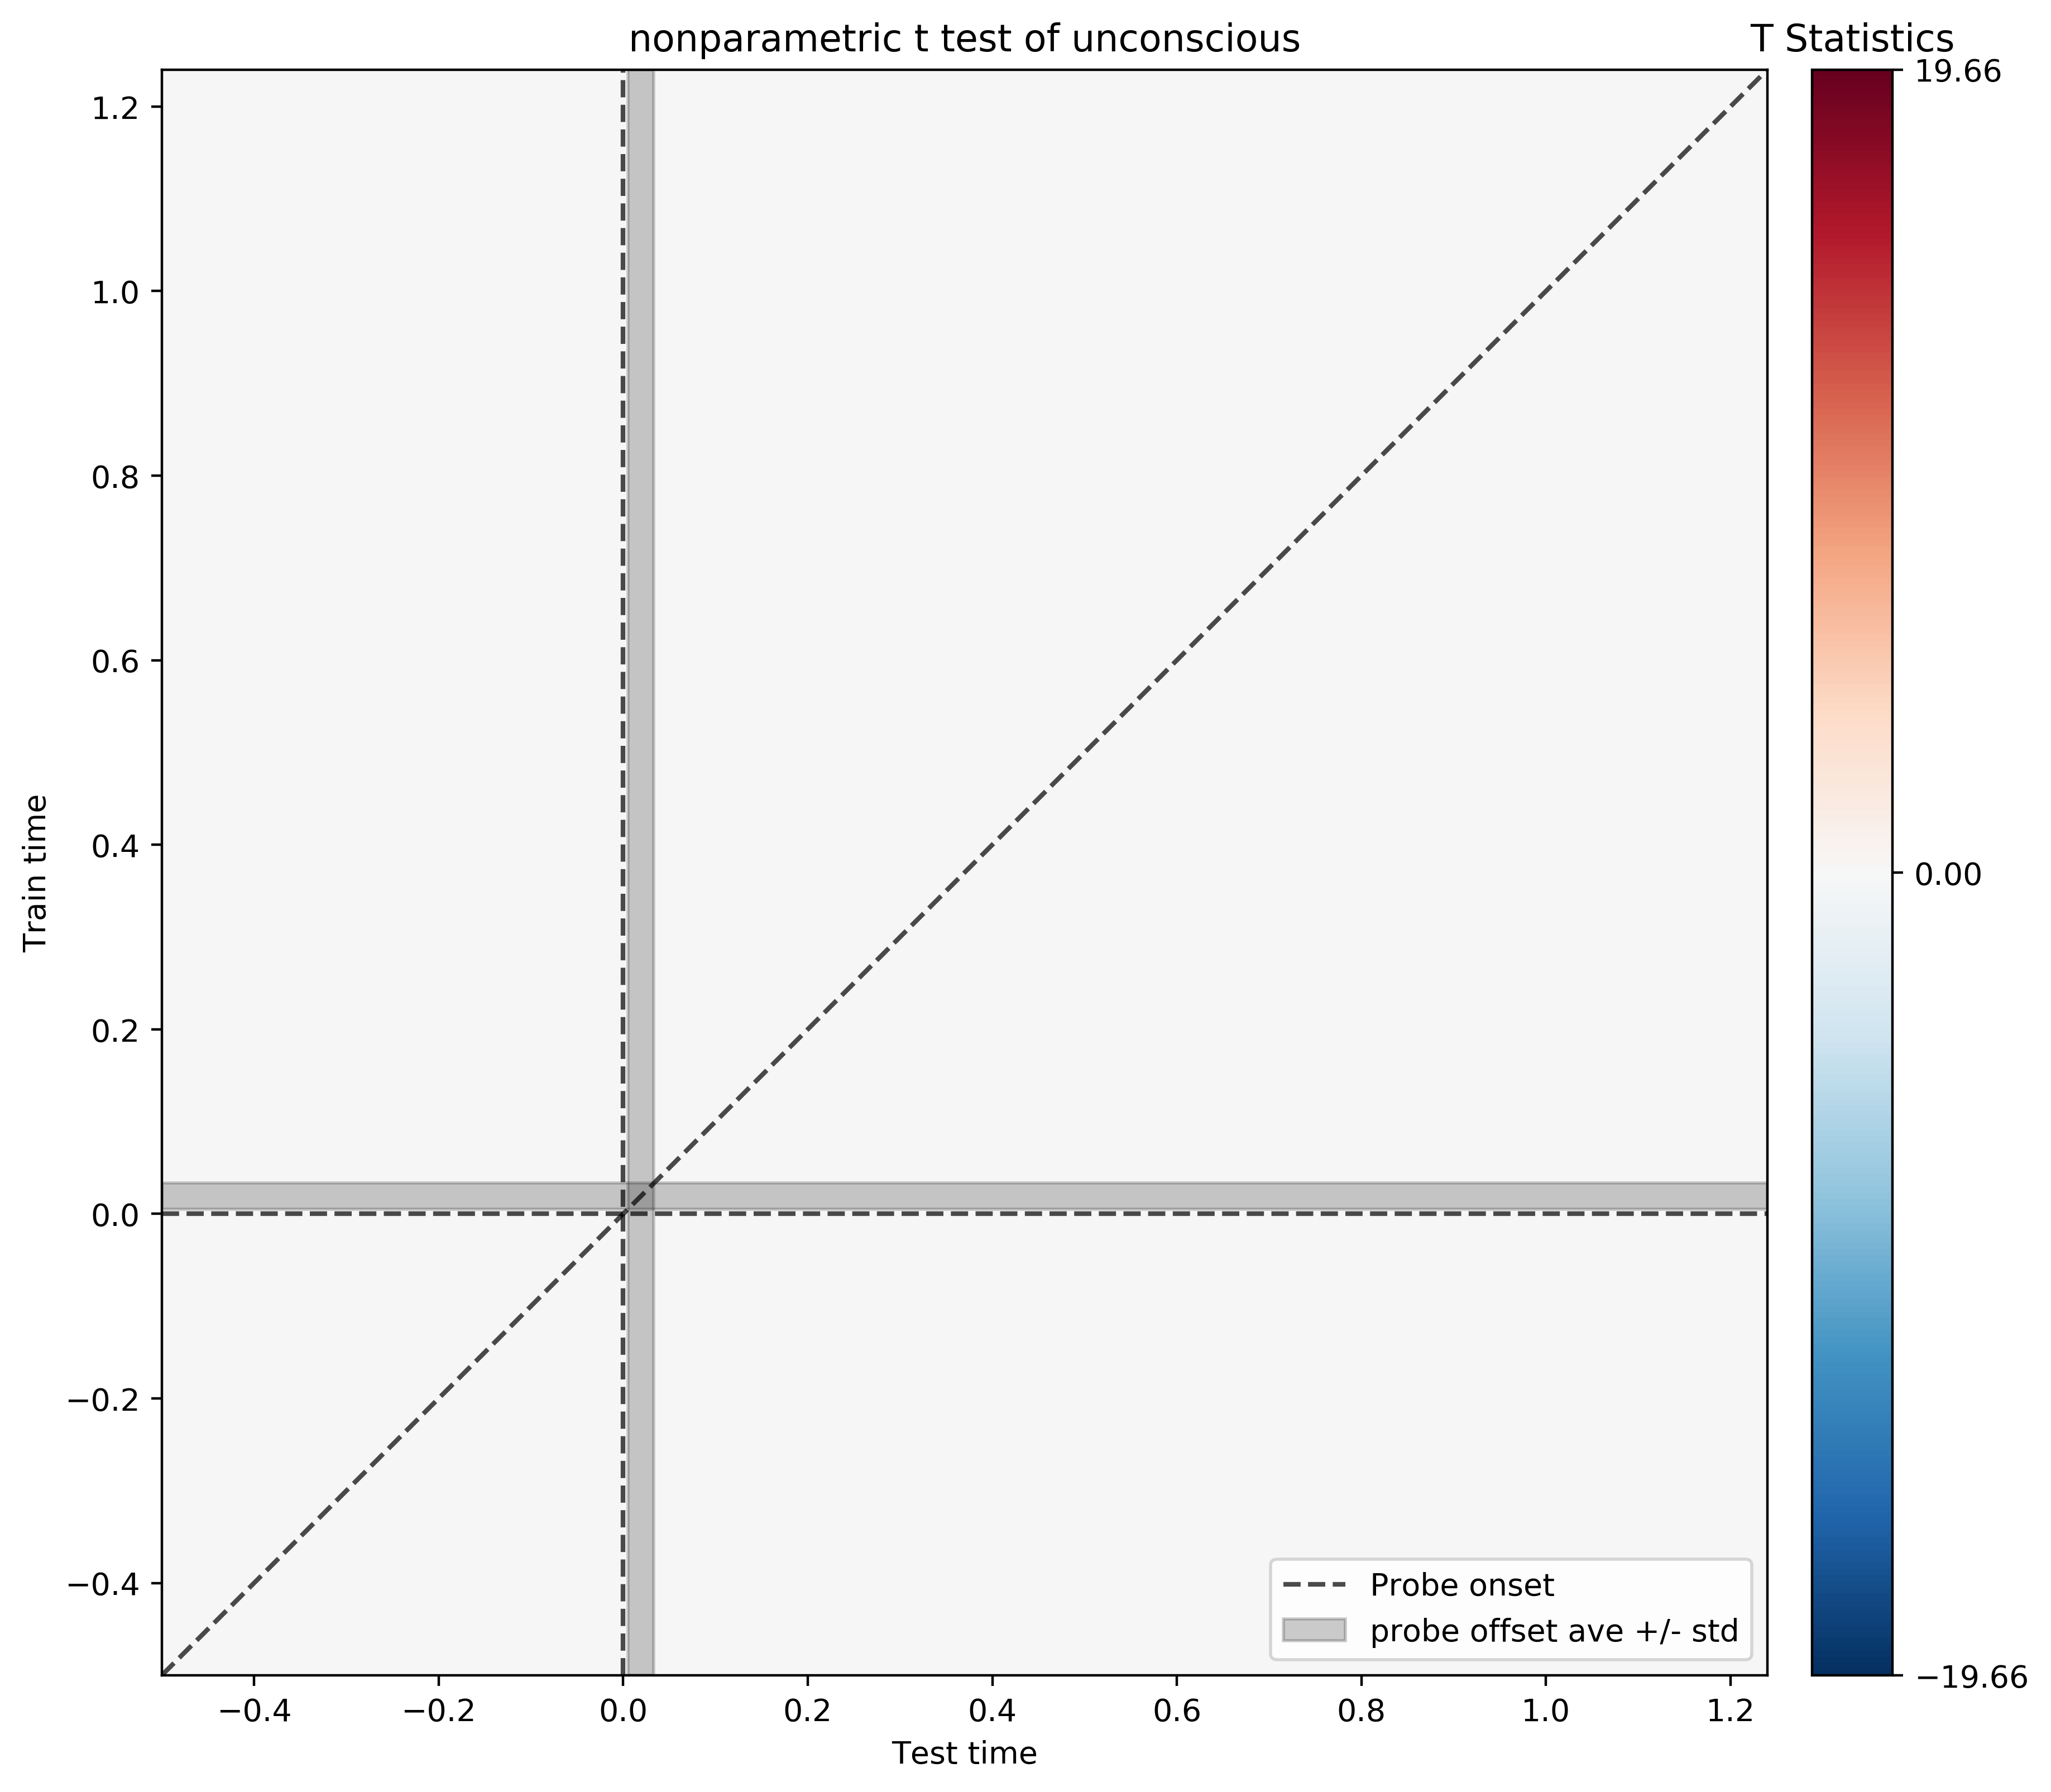 nonparametric t test of unconscious
T Statistics
19.66
0.00
−19.66
Train time
1.2
1.0
0.8
0.6
0.4
0.2
0.0
−0.2
−0.4
Probe onset
probe offset ave +/- std
−0.4 −0.2 0.0 0.2 0.4 0.6 0.8 1.0 1.2
Test time